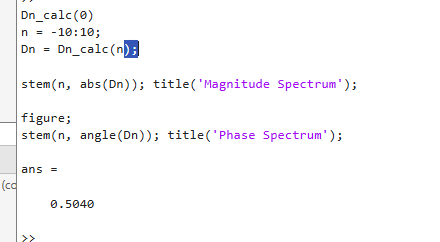 Dn_calc(0)
n = -10:10;
Dn = Dn_calc(n);
stem(n, abs(Dn)); title('Magnitude Spectrum');
figure;
stem(n, angle(Dn)); title('Phase Spectrum');
ans =
(cc
0.5040
>>